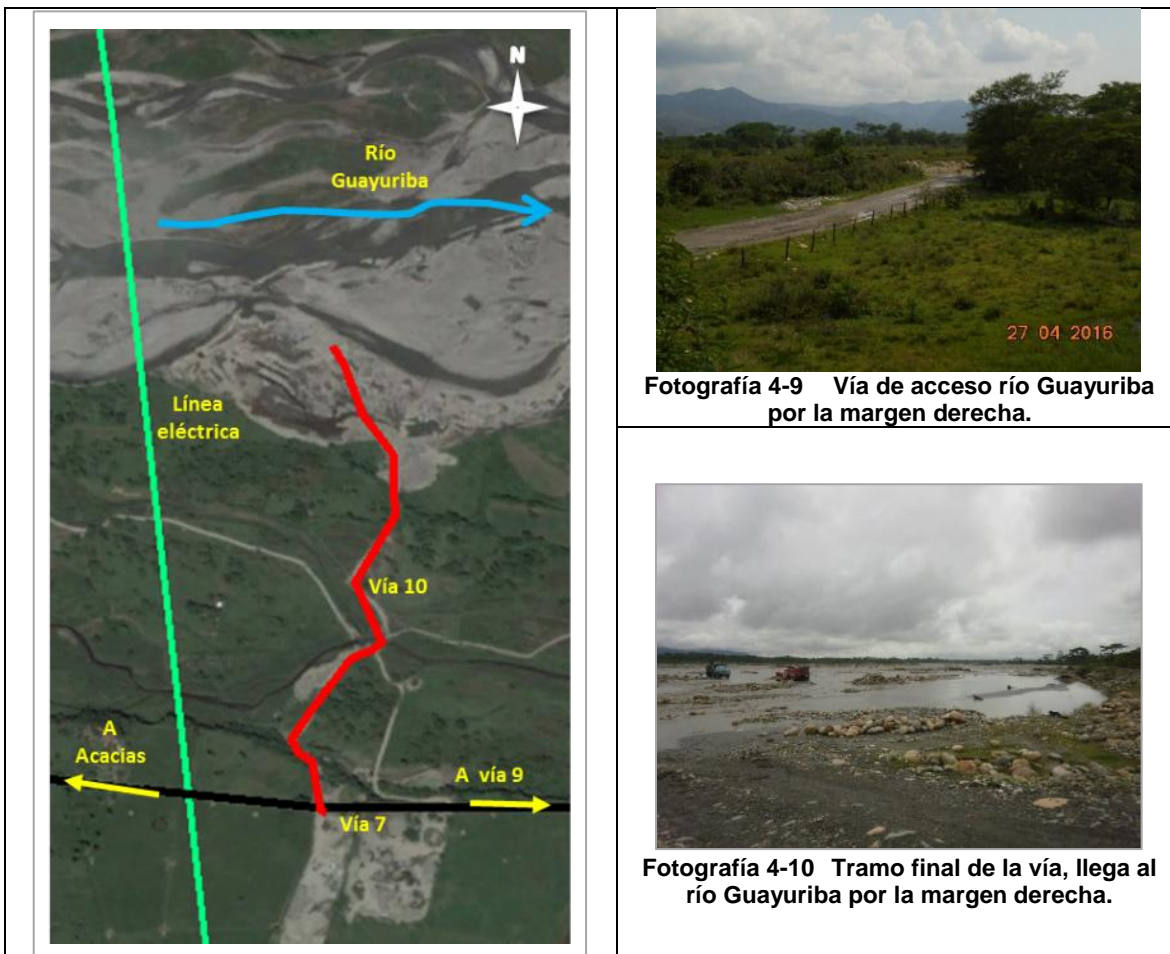 N
Río
Guayuriba
Línea
eléctrica
Vía 10
A
Acacias
A vía 9
Vía 7
27 04 2016
Fotografía 4-9 Vía de acceso río Guayuriba
por la margen derecha.
Fotografía 4-10 Tramo final de la vía, llega al
río Guayuriba por la margen derecha.